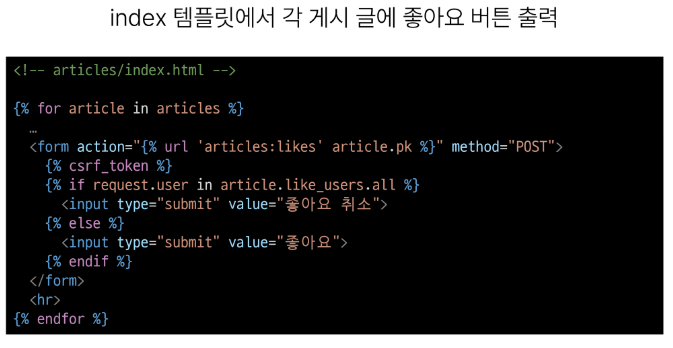 index 템플릿에서 각 게시 글에 좋아요 버튼 출력
<!-- articles/index.html -->
{% for article in articles %}
…
<form action="{% url 'articles:likes' article.pk %}" method="POST">
{% csrf_token %}
{% if request.user in article.like_users.all %}
<input type="submit" value="좋아요 취소">
{% else %}
<input type="submit" value="좋아요">
{% endif %}
</form>
<hr>
{% endfor %}